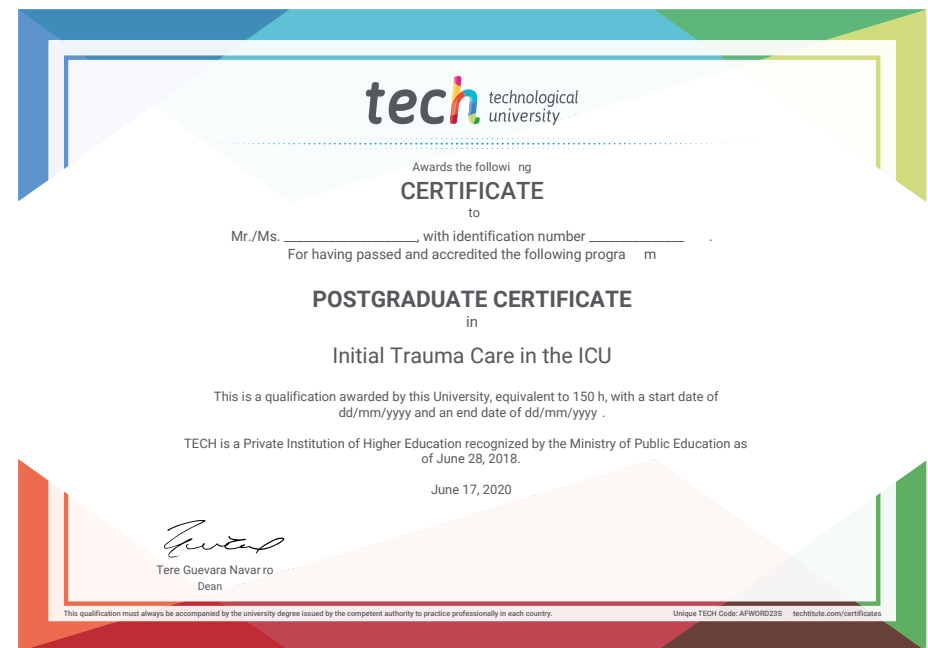 tech technological
university
Awards the followi ng
CERTIFICATE
to
Mr./Ms. ___________________, with identification number ______________ .
For having passed and accredited the following progra m
POSTGRADUATE CERTIFICATE
in
Initial Trauma Care in the ICU
This is a qualification awarded by this University, equivalent to 150 h, with a start date of
dd/mm/yyyy and an end date of dd/mm/yyyy .
TECH is a Private Institution of Higher Education recognized by the Ministry of Public Education as
of June 28, 2018.
June 17, 2020
Tere Guevara Navar ro
Dean
This qualification must always be accompanied by the university degree issued by the competent authority to practice professionally in each country. Unique TECH Code: AFWORD23S techtitute.com/certificates